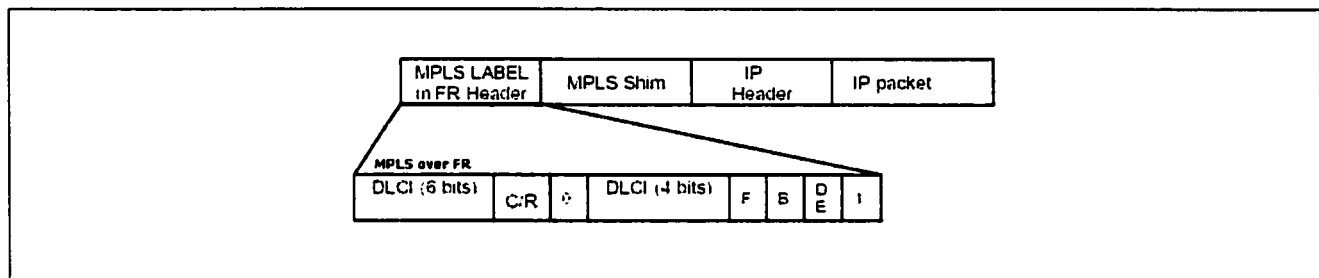 MPLS LABEL
in FR Header
MPLS Shim
IP
Header
IP packet
MPLS over FR
DLCI (6 bits)
C/R
0
DLCI (4 bits)
F
B
D
E
1